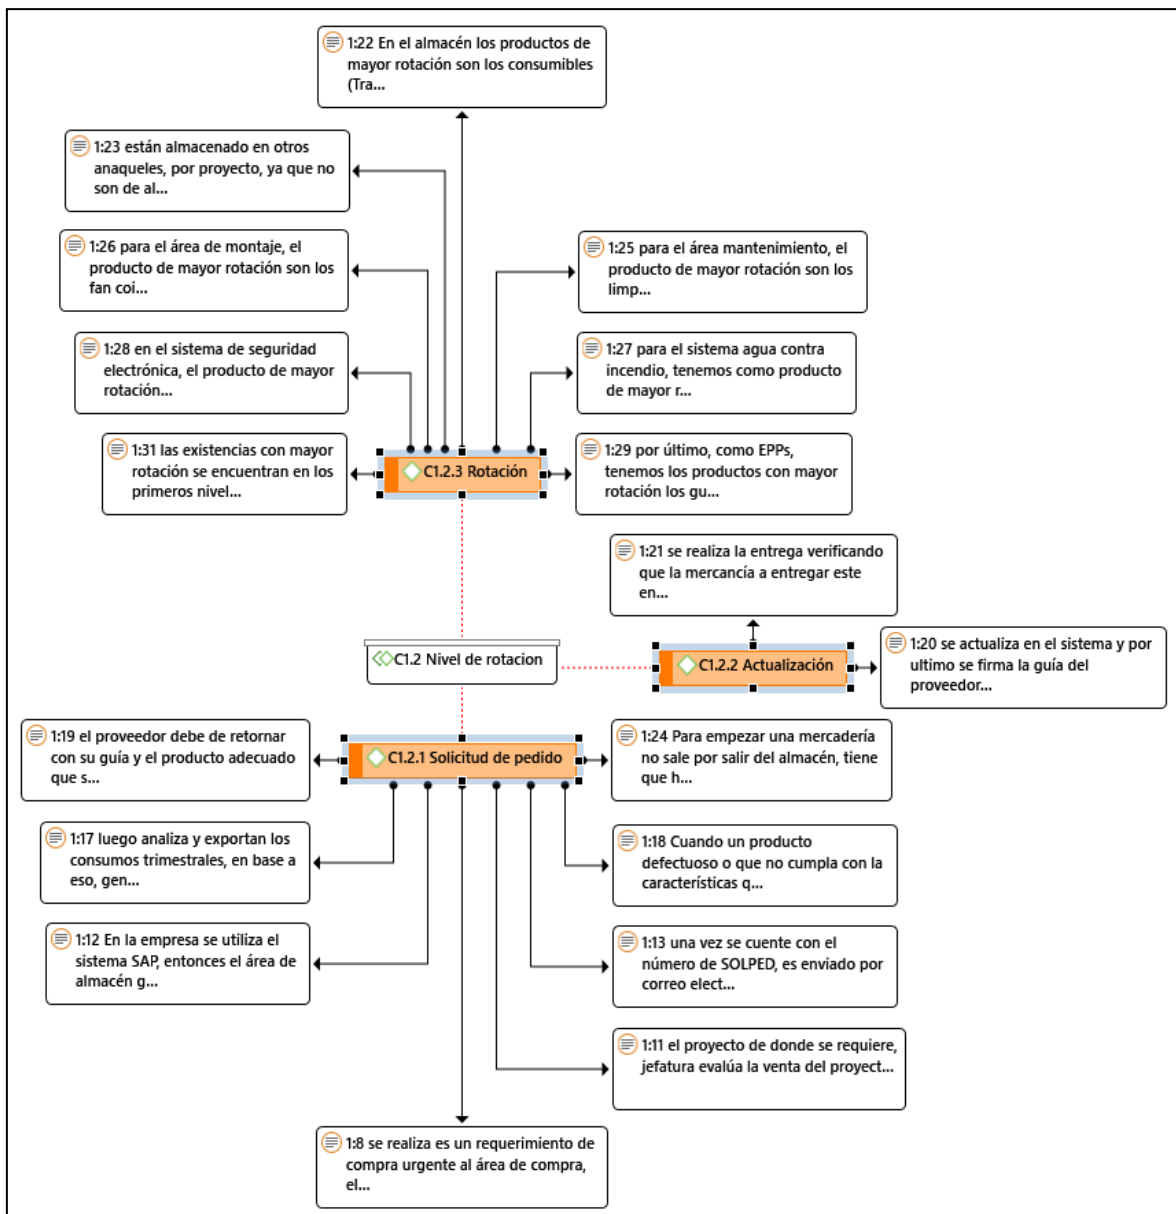 1:22 En el almacén los productos de
mayor rotación son los consumibles
(Tra...
1:23 están almacenado en otros
anaqueles, por proyecto, ya que no
son de al...
1:26 para el área de montaje, el
producto de mayor rotación son los
fan coi...
1:25 para el área mantenimiento, el
producto de mayor rotación son los
limp...
1:28 en el sistema de seguridad
electrónica, el producto de mayor
rotación...
1:27 para el sistema agua contra
incendio, tenemos como producto
de mayor r...
1:31 las existencias con mayor
rotación se encuentran en los
primeros nivel...
C1.2.3 Rotación
1:29 por último, como EPPs,
tenemos los productos con mayor
rotación los gu...
1:21 se realiza la entrega verificando
que la mercancía a entregar este
en...
C1.2 Nivel de rotacion
C1.2.2 Actualización
1:20 se actualiza en el sistema y por
ultimo se firma la guía del
proveedor...
1:19 el proveedor debe de retornar
con su guía y el producto adecuado
que s...
C1.2.1 Solicitud de pedido
1:24 Para empezar una mercadería
no sale por salir del almacén, tiene
que h...
1:17 luego analiza y exportan los
consumos trimestrales, en base a
eso, gen...
1:18 Cuando un producto
defectuoso o que no cumpla con la
características q...
1:12 En la empresa se utiliza el
sistema SAP, entonces el área de
almacén g...
1:13 una vez se cuente con el
número de SOLPED, es enviado por
correo elect...
1:11 el proyecto de donde se requiere,
jefatura evalúa la venta del proyect...
1:8 se realiza es un requerimiento de
compra urgente al área de compra,
el...